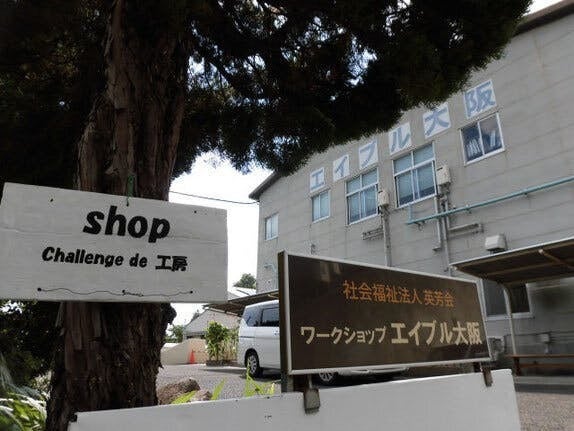 エイブル大阪
shop
Challenge de 工房
社会福祉法人 英芳会
ワークショップ エイブル大阪